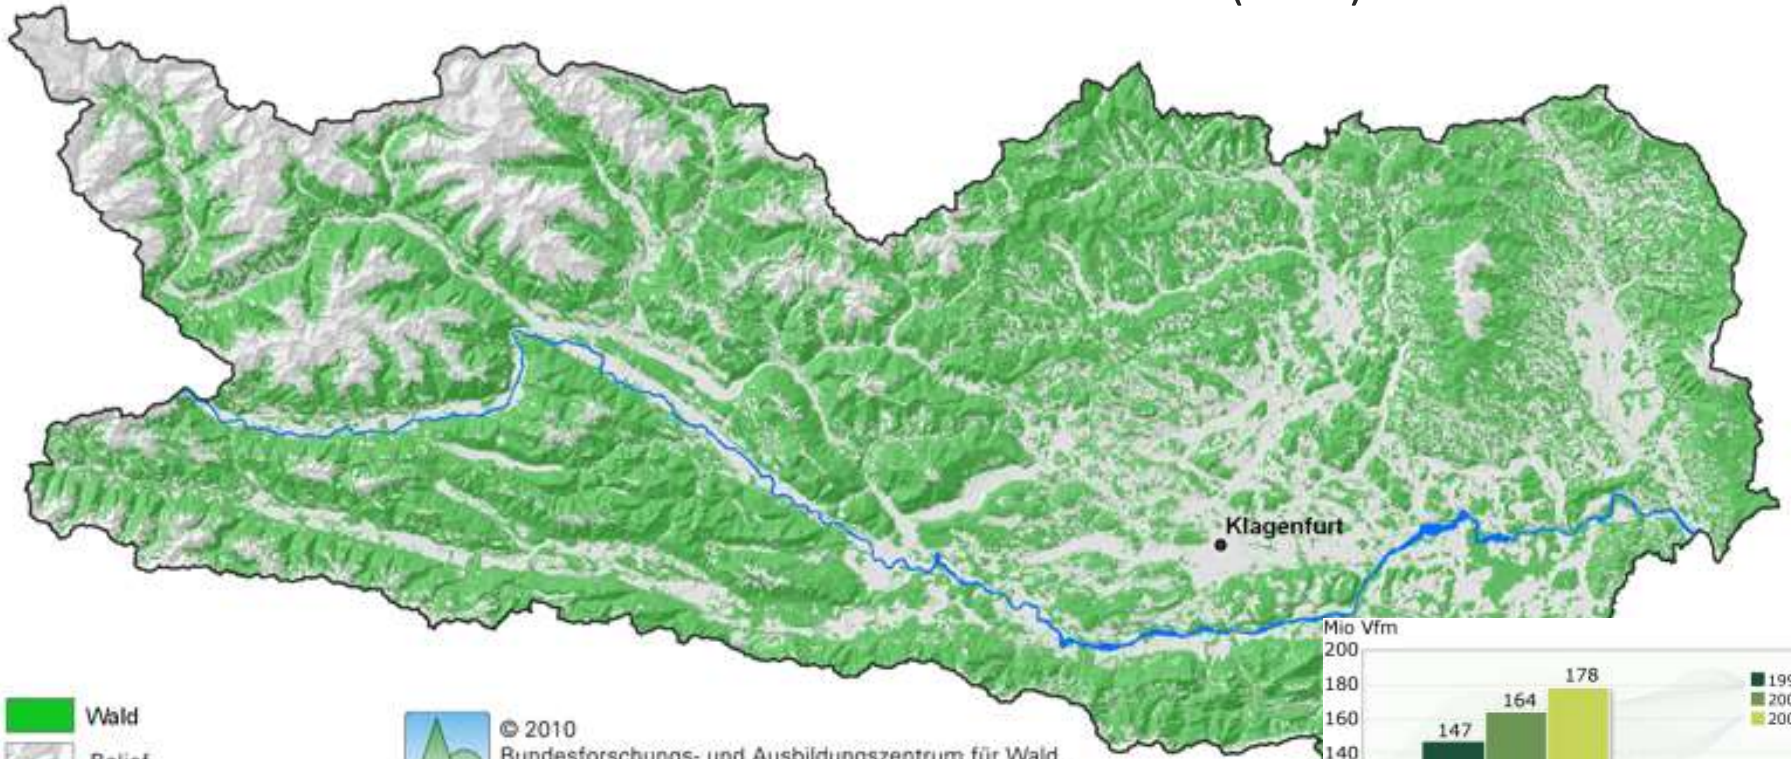 Klagenfurt
Wald
© 2010
Bundesforschungs- und Ausbildungszentrum für Wald
Mio Vfm
200
180
160
140
147
164
178